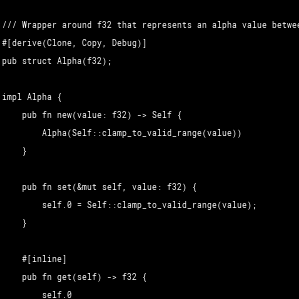 /// Wrapper around f32 that represents an alpha value
#[derive(Clone, Copy, Debug)]
pub struct Alpha(f32);

impl Alpha {
    pub fn new(value: f32) -> Self {
        Alpha(Self::clamp_to_valid_range(value))
    }

    pub fn set(&mut self, value: f32) {
        self.0 = Self::clamp_to_valid_range(value);
    }

    #[inline]
    pub fn get(self) -> f32 {
        self.0